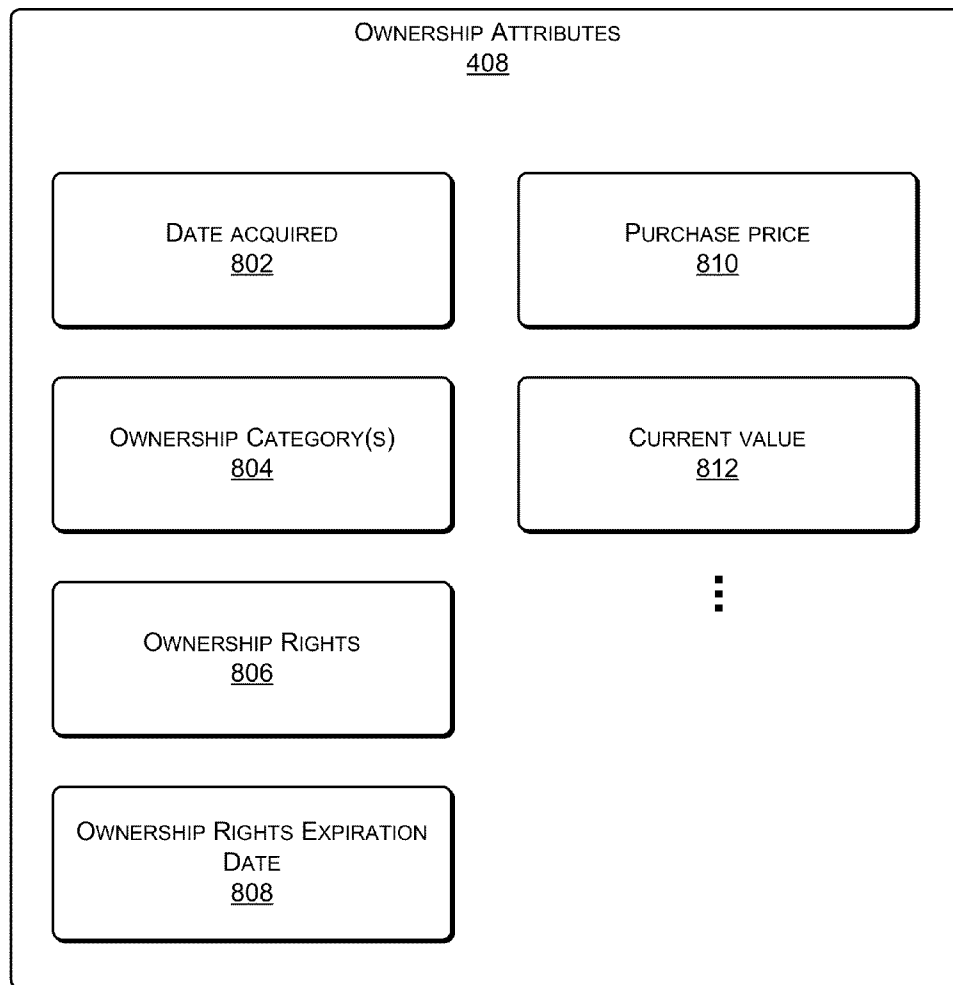 OWNERSHIP ATTRIBUTES
408
DATE ACQUIRED
802
OWNERSHIP CATEGORY(S)
804
OWNERSHIP RIGHTS
806
OWNERSHIP RIGHTS EXPIRATION
DATE
808
PURCHASE PRICE
810
CURRENT VALUE
812